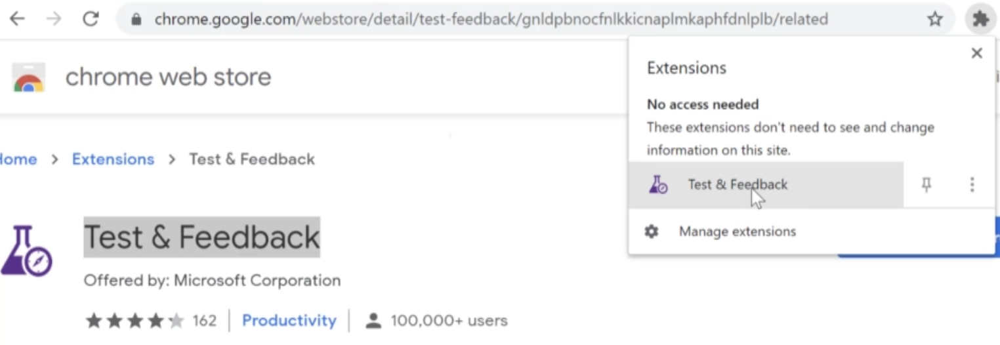 chrome.google.com/webstore/detail/test-feedback/gnldpbnocfnlkkicnaplmkaphfdnlplb/related
chrome web store
Extensions
No access needed
These extensions don't need to see and change
information on this site.
Test & Feedback
Manage extensions
Home > Extensions > Test & Feedback
Test & Feedback
Offered by: Microsoft Corporation
162 | Productivity | 100,000+ users